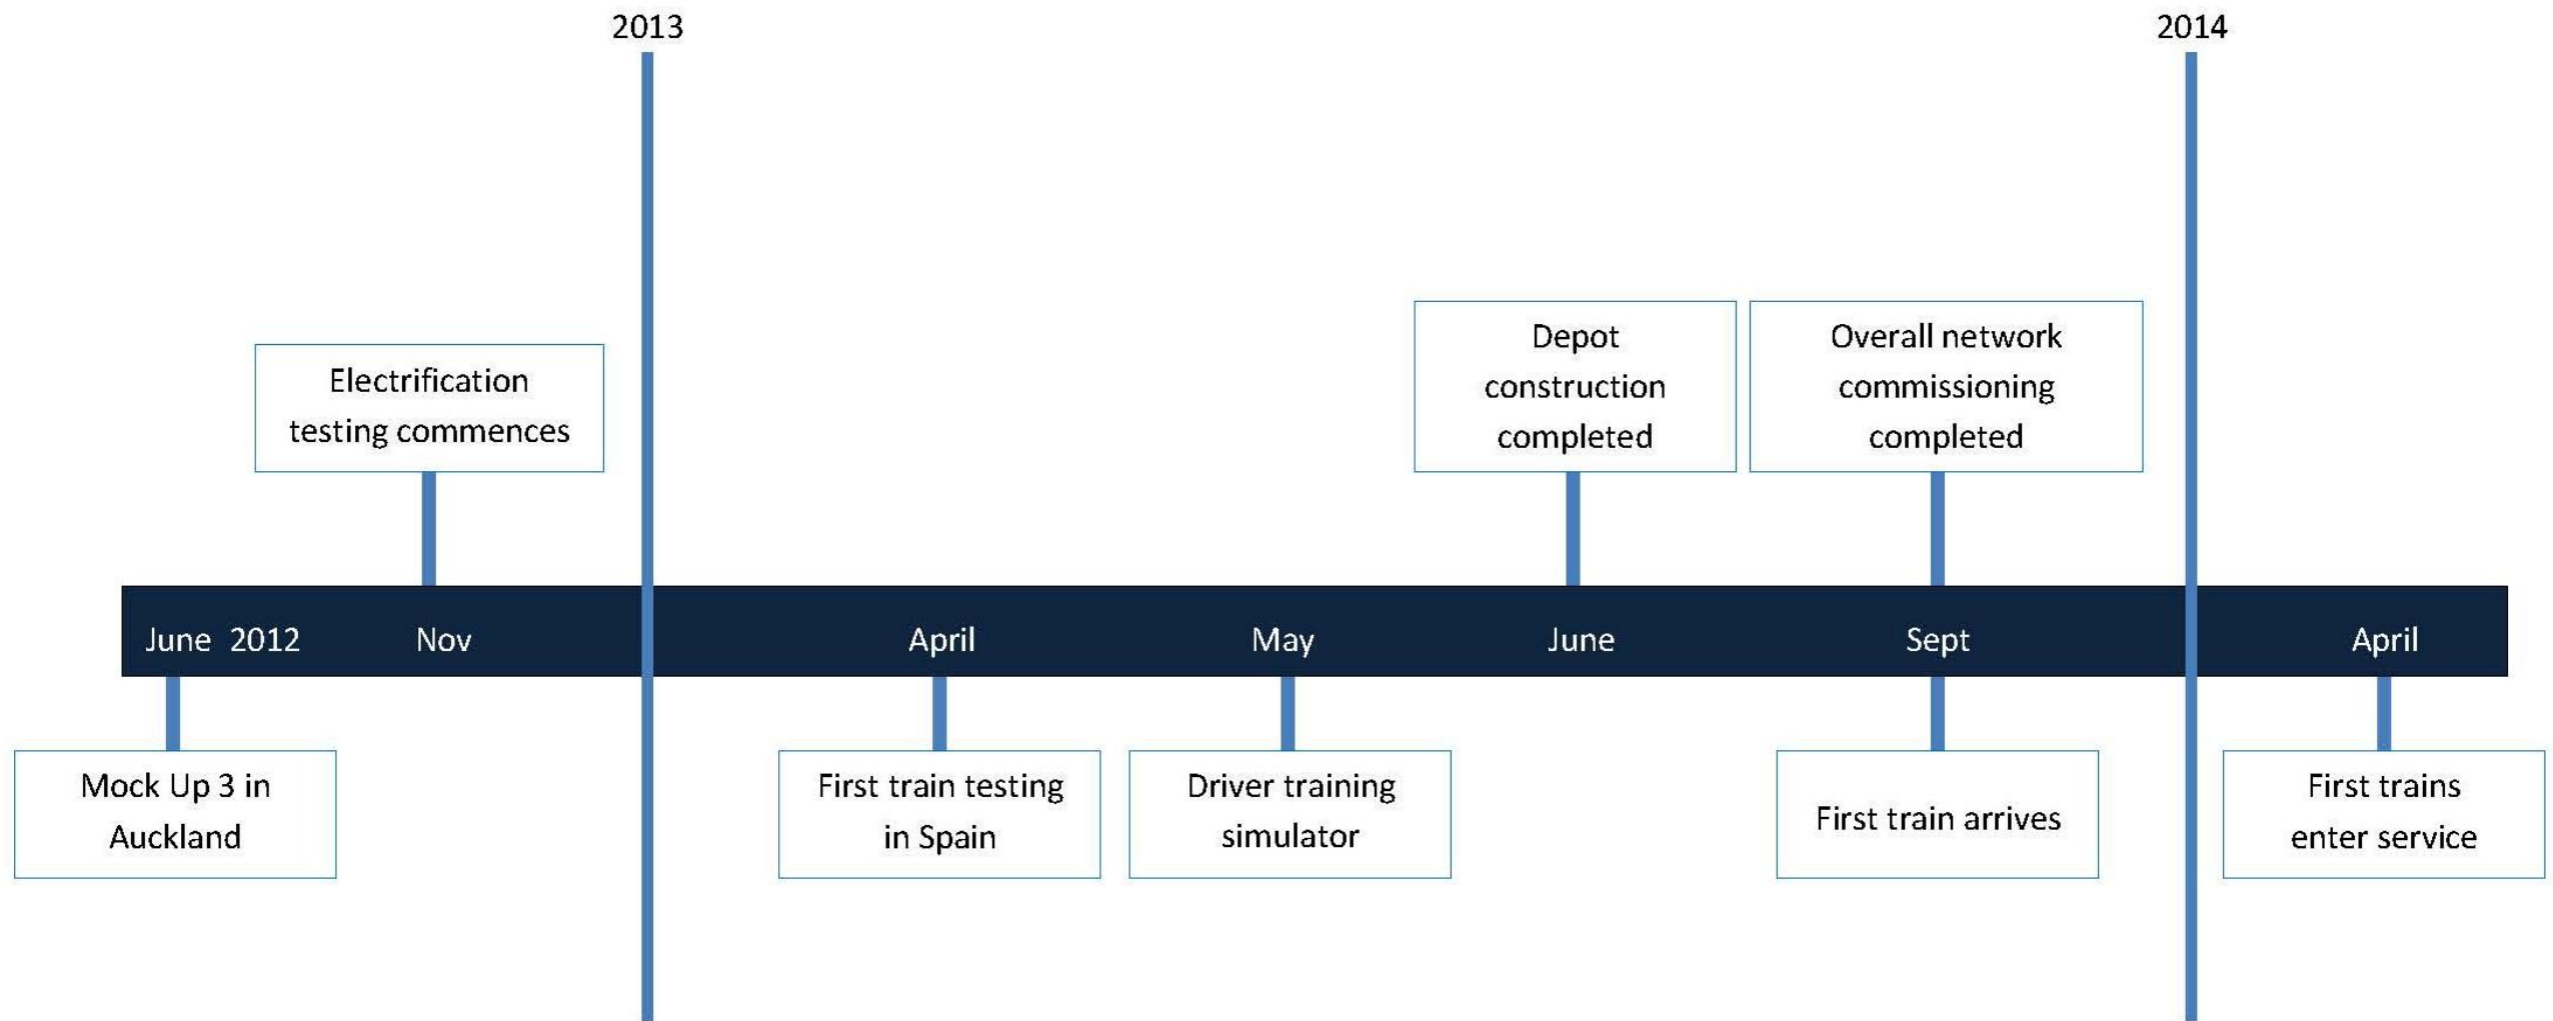 2013
2014
Electrification
testing commences
Depot
construction
completed
Overall network
commissioning
completed
June 2012
Nov
April
May
June
Sept
April
Mock Up 3 in
Auckland
First train testing
in Spain
Driver training
simulator
First train arrives
First trains
enter service